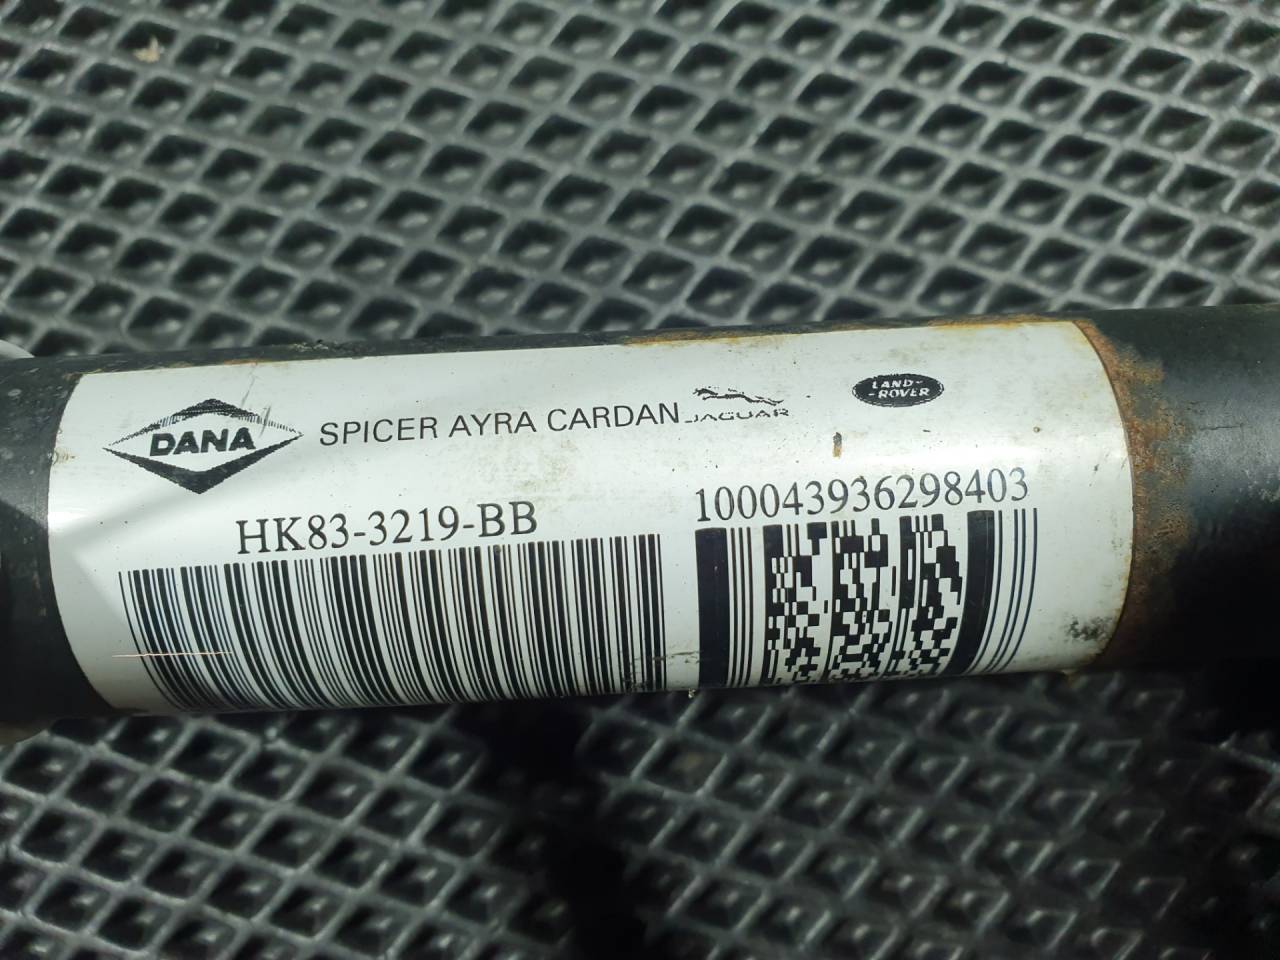 DANA
SPICER AYRA CARDAN
JAGUAR
LAND-
-ROVER
HK83-3219-BB
100043936298403